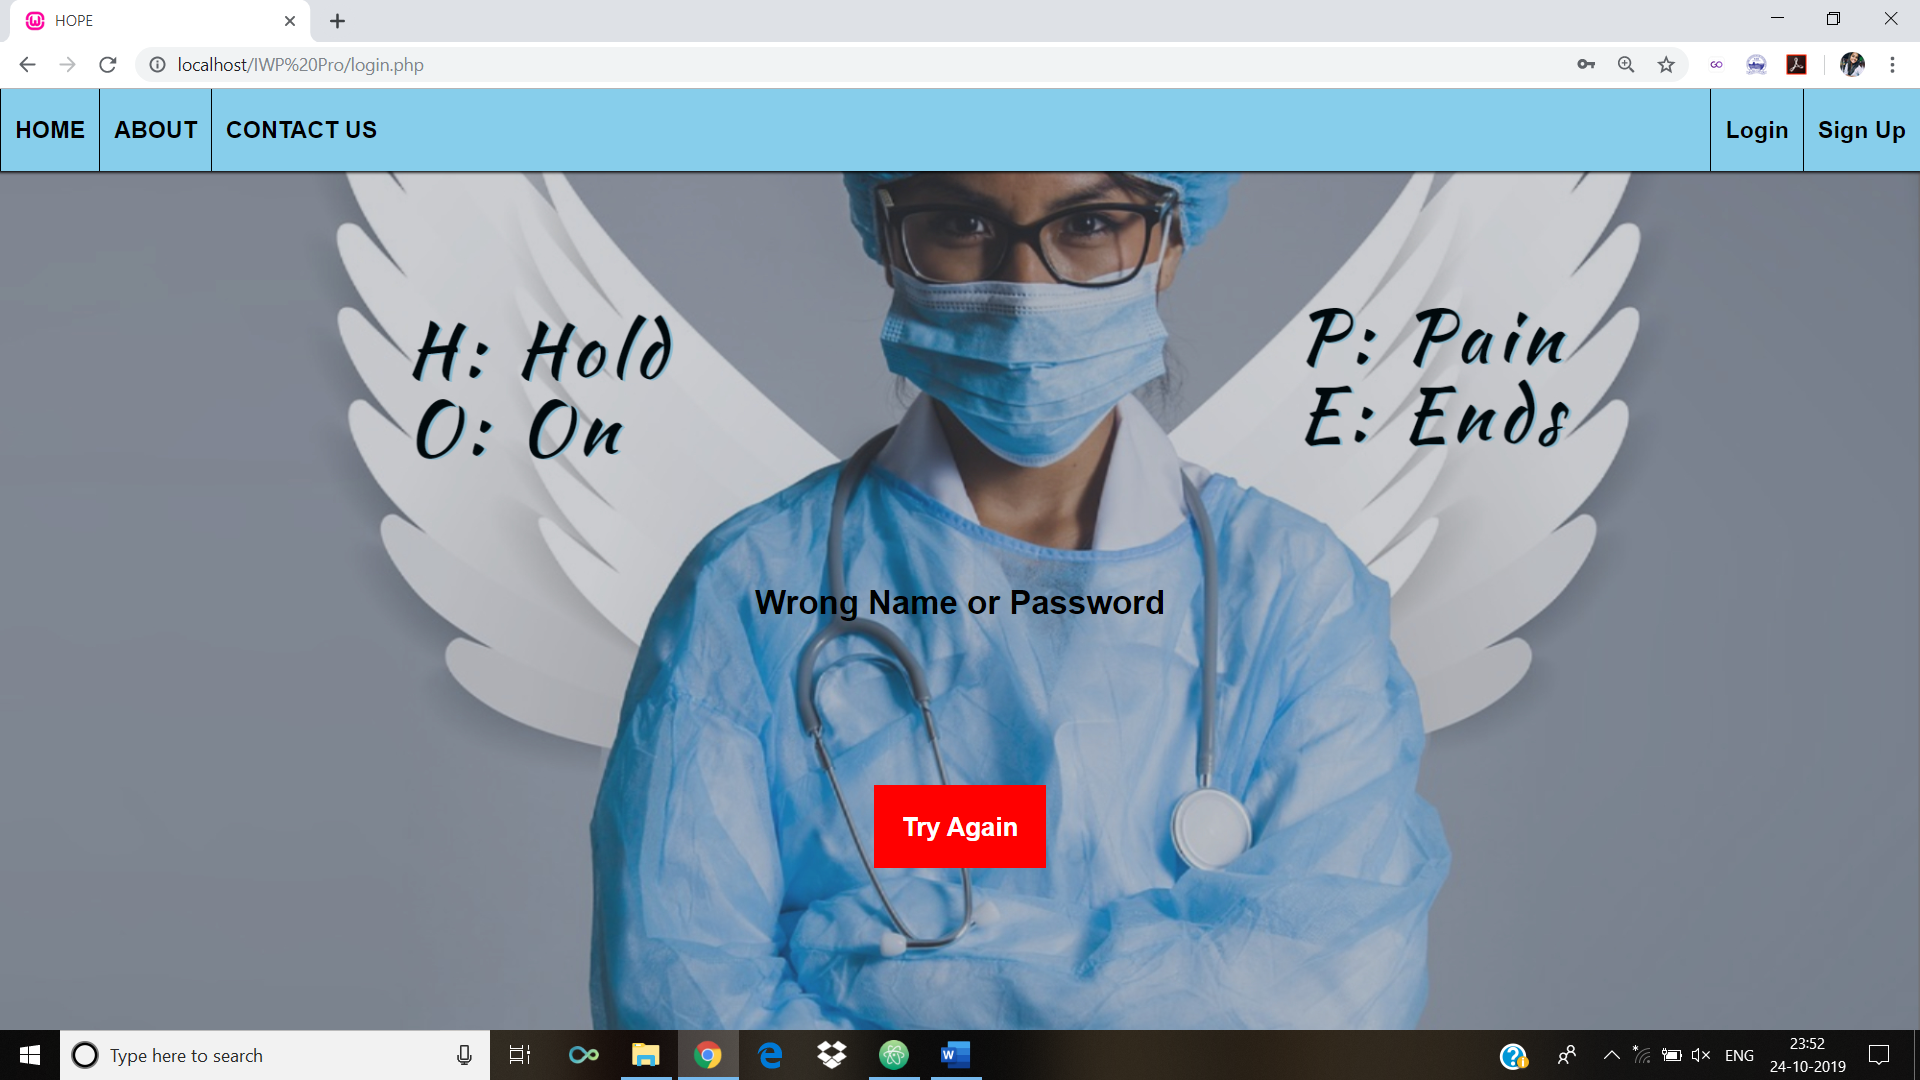 HOPE
localhost/IWP%20Pro/login.php
HOME ABOUT CONTACT US Login Sign Up
H: Hold
O: On
P: Pain
E: Ends
Wrong Name or Password
Try Again
Type here to search
ENG
23:52
24-10-2019